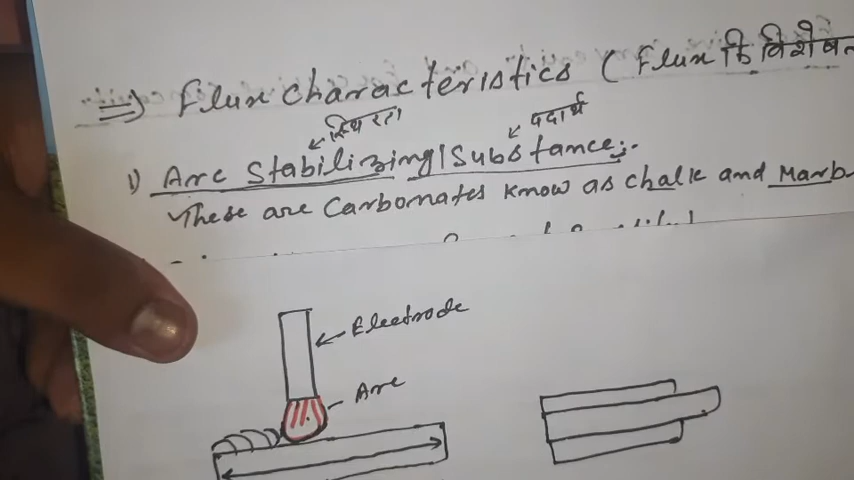 ⇒ Flux characteristics ( Flux कि विशेषत
स्थिरता पदार्थ
1) Arc Stabilizing Substance:-
These are Carbonates Know as chalk and Marb
Electrode
Arc